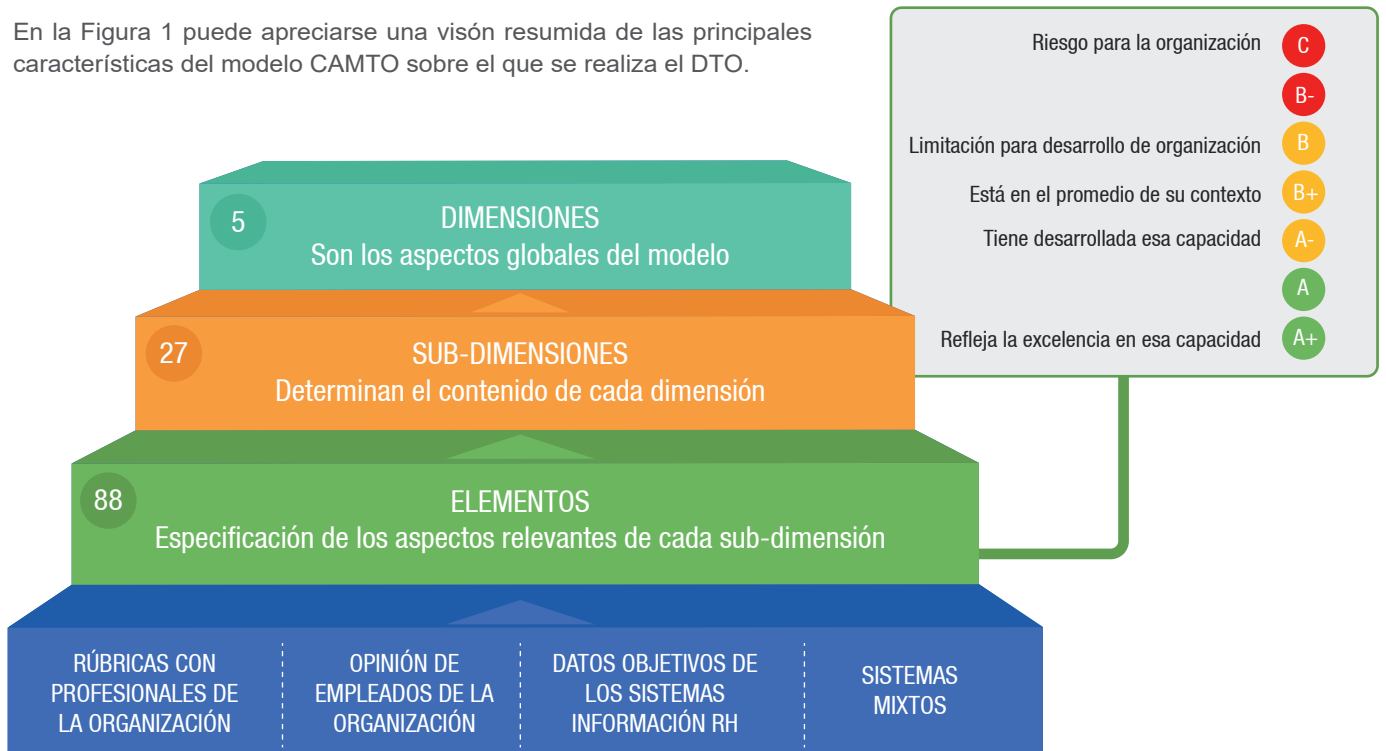 En la Figura 1 puede apreciarse una visón resumida de las principales
características del modelo CAMTO sobre el que se realiza el DTO.
Riesgo para la organización C
B-
Limitación para desarrollo de organización B
Está en el promedio de su contexto B+
Tiene desarrollada esa capacidad A-
A
Refleja la excelencia en esa capacidad A+
5
DIMENSIONES
Son los aspectos globales del modelo
27
SUB-DIMENSIONES
Determinan el contenido de cada dimensión
88
ELEMENTOS
Especificación de los aspectos relevantes de cada sub-dimensión
RÚBRICAS CON
PROFESIONALES DE
LA ORGANIZACIÓN
OPINIÓN DE
EMPLEADOS DE LA
ORGANIZACIÓN
DATOS OBJETIVOS DE
LOS SISTEMAS
INFORMACIÓN RH
SISTEMAS
MIXTOS